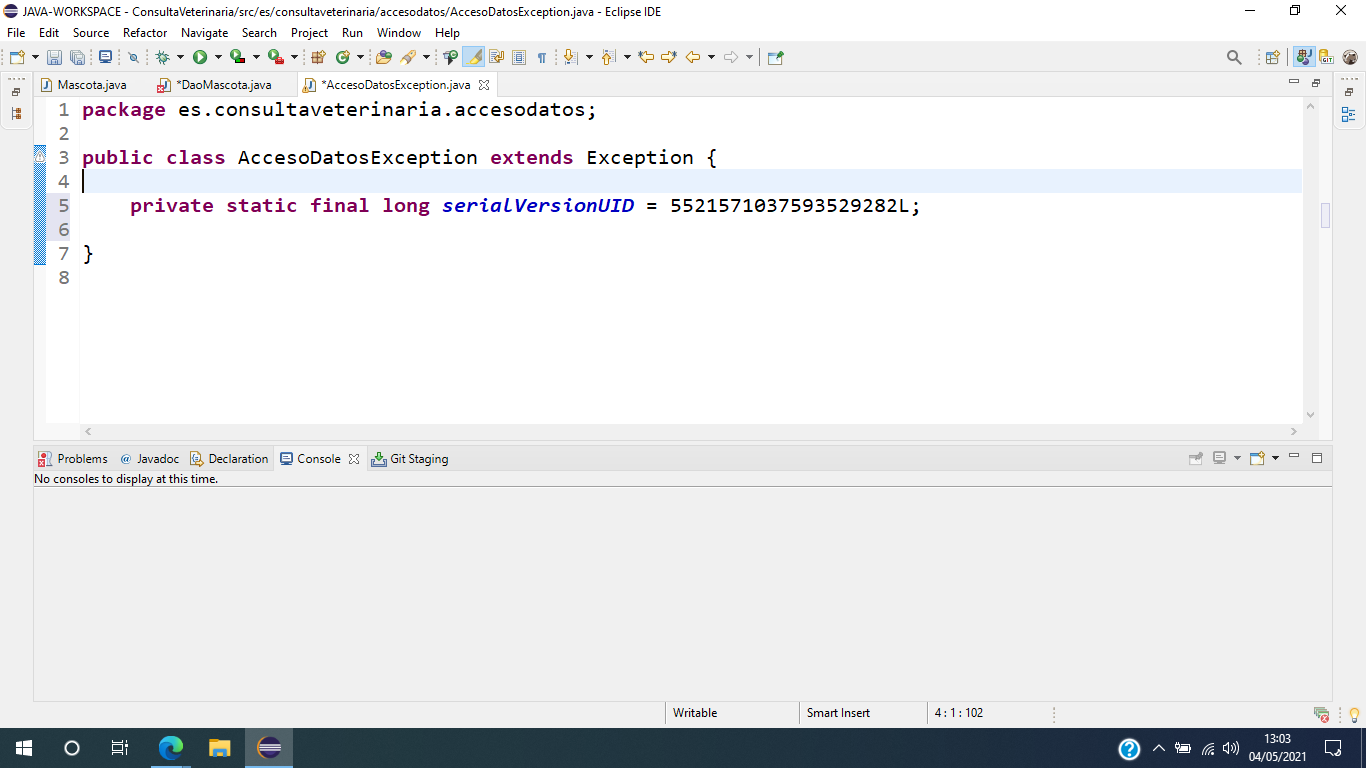 JAVA-WORKSPACE - ConsultaVeterinaria/src/es/consultaveterinaria/accesodatos/AccesoDatosException.java - Eclipse IDE
File Edit Source Refactor Navigate Search Project Run Window Help
Mascota.java *DaoMascota.java *AccesoDatosException.java
1 package es.consultaveterinaria.accesodatos;
2
3 public class AccesoDatosException extends Exception {
4
5 private static final long serialVersionUID = 5521571037593529282L;
6
7 }
8
Problems @ Javadoc Declaration Console Git Staging
No consoles to display at this time.
Writable Smart Insert 4 : 1 : 102
13:03
04/05/2021